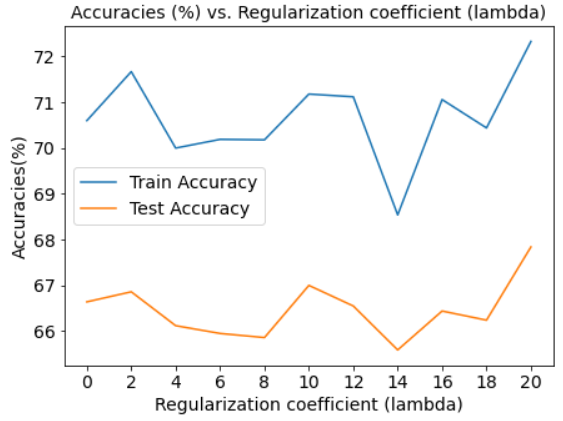 Accuracies (%) vs. Regularization coefficient (lambda)
72
71
70
69
68
67
66
Accuracies(%)
Train Accuracy
Test Accuracy
0 2 4 6 8 10 12 14 16 18 20
Regularization coefficient (lambda)